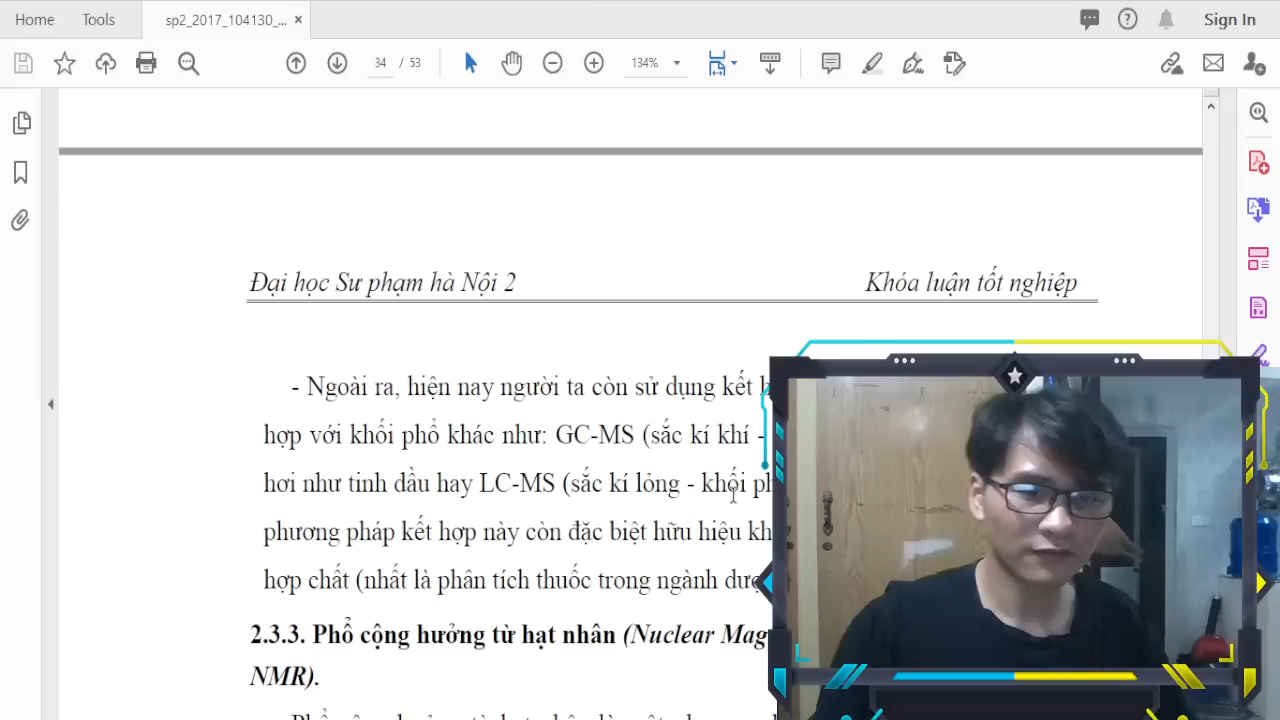 Home
Tools
sp2_2017_104130_...
Sign In
34 / 53
134%
Đại học Sư phạm hà Nội 2
Khóa luận tốt nghiệp
- Ngoài ra, hiện nay người ta còn sử dụng kết
hợp với khối phổ khác như: GC-MS (sắc kí khí -
hơi như tinh dầu hay LC-MS (sắc kí lỏng - khối
phương pháp kết hợp này còn đặc biệt hữu hiệu
hợp chất (nhất là phân tích thuốc trong ngành
2.3.3. Phổ cộng hưởng từ hạt nhân (Nuclear
NMR).